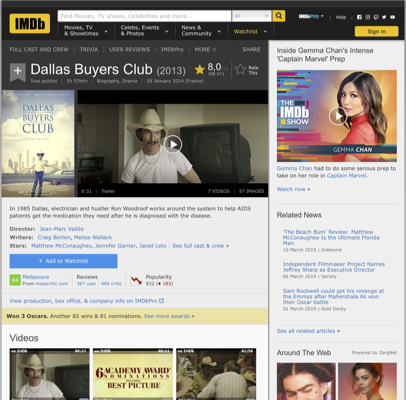 IMDb
Find Movies, TV shows, Celebrities and more...
All
IMDbPro
Help
Movies, TV & Showtimes
Celebs, Events & Photos
News & Community
Watchlist
Sign in
FULL CAST AND CREW | TRIVIA | USER REVIEWS | IMDbPro | MORE
SHARE
Dallas Buyers Club (2013)
8,0
Rate This
Tous publics | 1h 57min | Biography, Drama | 29 January 2014 (France)
DALLAS
BUYERS
CLUB
0:31 | Trailer
7 VIDEOS | 57 IMAGES
In 1985 Dallas, electrician and hustler Ron Woodroof works around the system to help AIDS
patients get the medication they need after he is diagnosed with the disease.
Director: Jean-Marc Vallée
Writers: Craig Borten, Melisa Wallack
Stars: Matthew McConaughey, Jennifer Garner, Jared Leto | See full cast & crew »
+ Add to Watchlist
Metascore
From metacritic.com
Reviews
367 user | 486 critic
Popularity
832
View production, box office, & company info on IMDbPro
Won 3 Oscars. Another 82 wins & 81 nominations. See more awards »
Videos
00:31
00:31
02:58
6 ACADEMY AWARD
NOMINATIONS
INCLUDING
BEST PICTURE
Inside Gemma Chan's Intense
'Captain Marvel' Prep
THE
IMDb
SHOW
GEMMA CHAN
Gemma Chan had to do some serious prep to
take on her role in Captain Marvel.
Watch now »
Related News
'The Beach Bum' Review: Matthew
McConaughey Is the Ultimate Florida
Man
10 March 2019 | Indiewire
Independent Filmmaker Project Names
Jeffrey Sharp as Executive Director
06 March 2019 | Variety
Sam Rockwell could get his revenge at
the Emmys after Mahershala Ali won
their Oscar battle
01 March 2019 | Gold Derby
See all related articles »
Around The Web
Powered by ZergNet